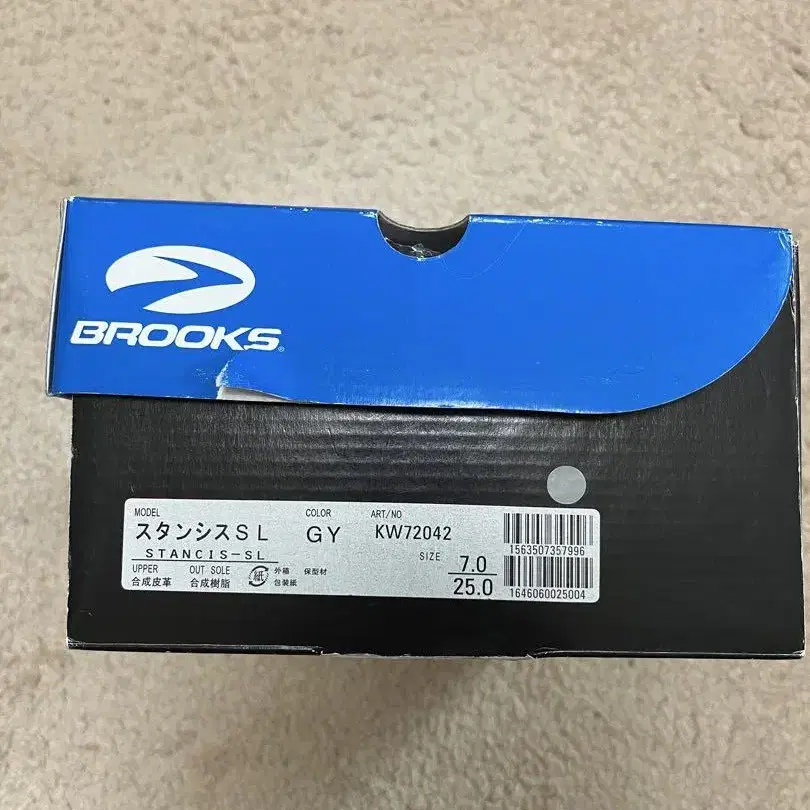 BROOKS®
MODEL
スタンシスSL
STANCIS-SL
COLOR
GY
ART/NO
KW72042
SIZE
7.0
25.0
UPPER
合成皮革
OUT SOLE
合成樹脂
紙
外箱
包装紙
保型材
1563507357996
1646060025004